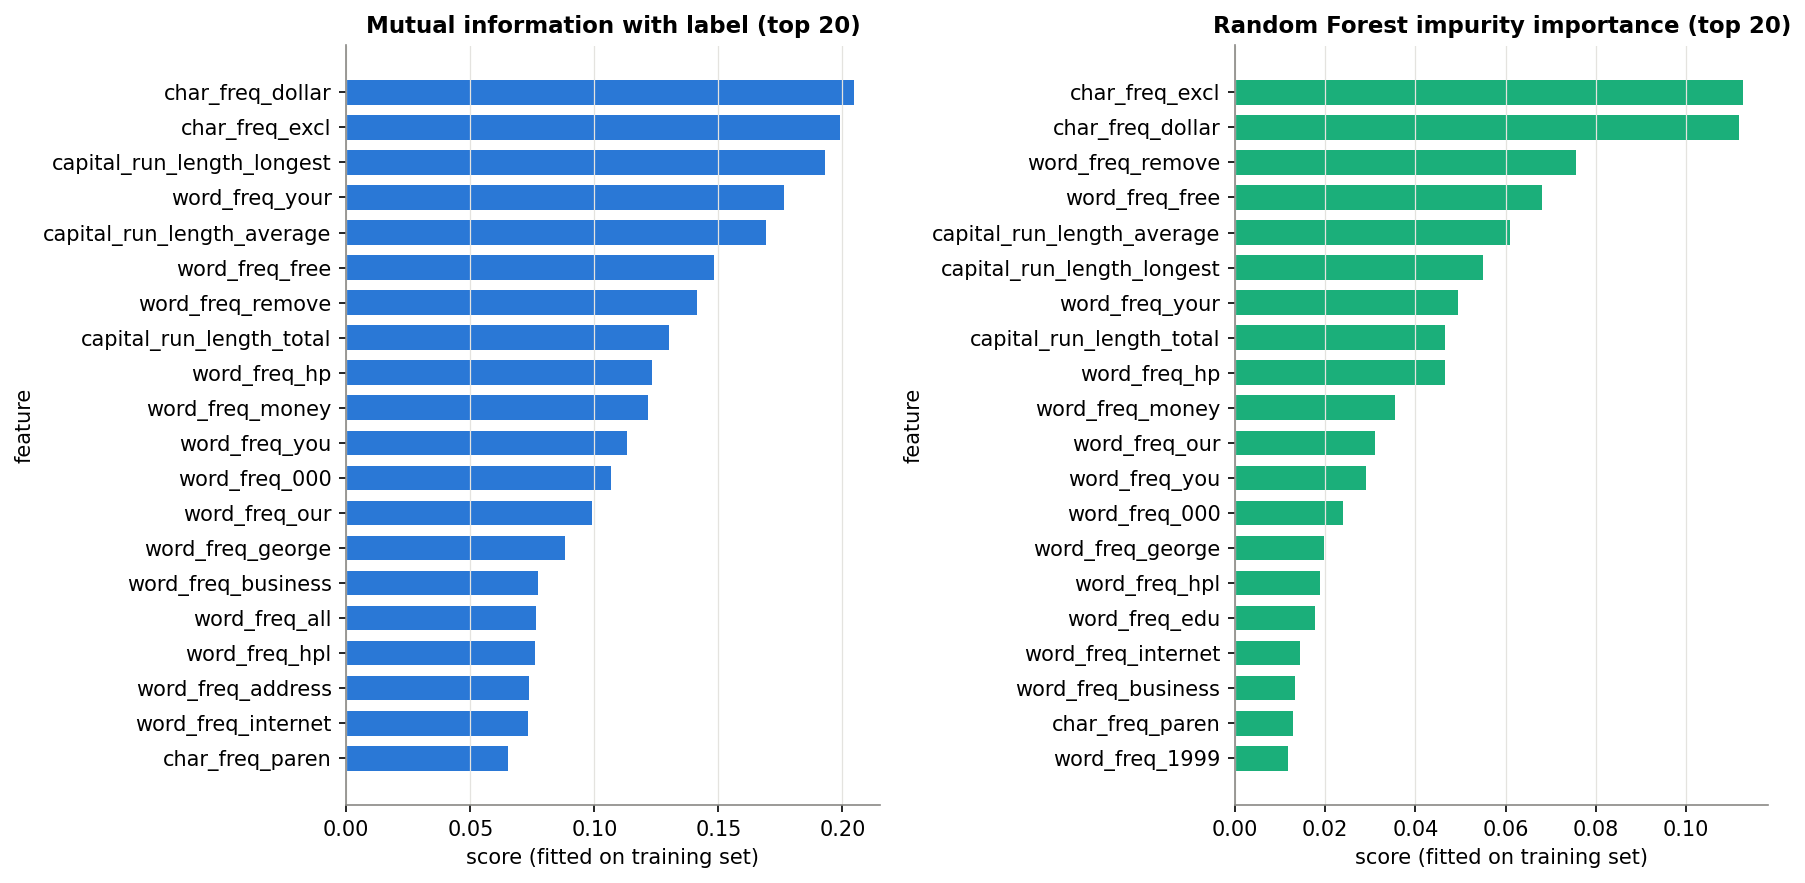 Mutual information with label (top 20)
char_freq_dollar
char_freq_excl
capital_run_length_longest
word_freq_your
capital_run_length_average
word_freq_free
word_freq_remove
capital_run_length_total
word_freq_hp
word_freq_money
word_freq_you
word_freq_000
word_freq_our
word_freq_george
word_freq_business
word_freq_all
word_freq_hpl
word_freq_address
word_freq_internet
char_freq_paren
feature
0.00 0.05 0.10 0.15 0.20
score (fitted on training set)
Random Forest impurity importance (top 20)
char_freq_excl
char_freq_dollar
word_freq_remove
word_freq_free
capital_run_length_average
capital_run_length_longest
word_freq_your
capital_run_length_total
word_freq_hp
word_freq_money
word_freq_our
word_freq_you
word_freq_000
word_freq_george
word_freq_hpl
word_freq_edu
word_freq_internet
word_freq_business
char_freq_paren
word_freq_1999
feature
0.00 0.02 0.04 0.06 0.08 0.10
score (fitted on training set)